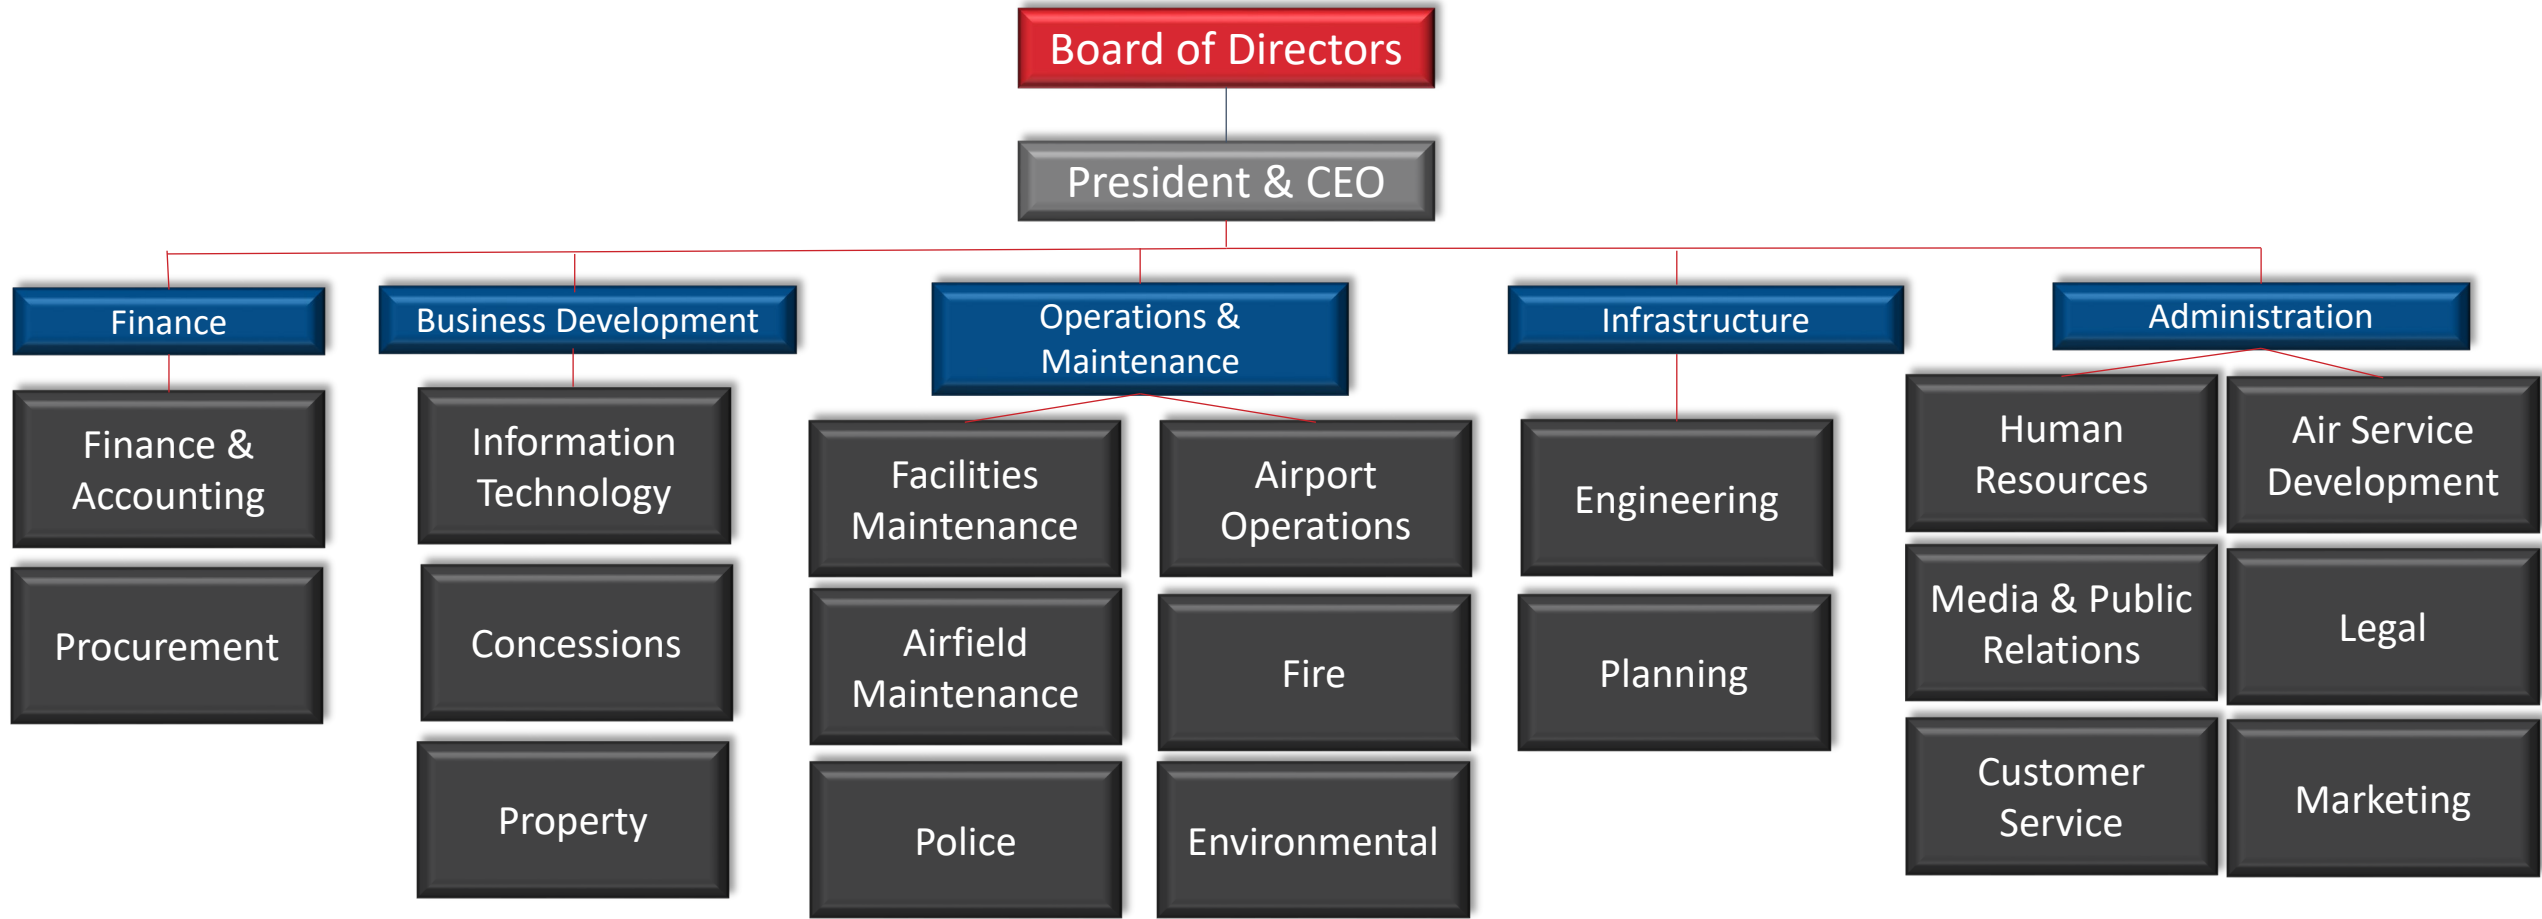 Board of Directors
President & CEO
Finance
Business Development
Operations &
Maintenance
Infrastructure
Administration
Finance &
Accounting
Procurement
Information
Technology
Concessions
Property
Facilities
Maintenance
Airfield
Maintenance
Police
Airport
Operations
Fire
Environmental
Engineering
Planning
Human
Resources
Media & Public
Relations
Customer
Service
Air Service
Development
Legal
Marketing